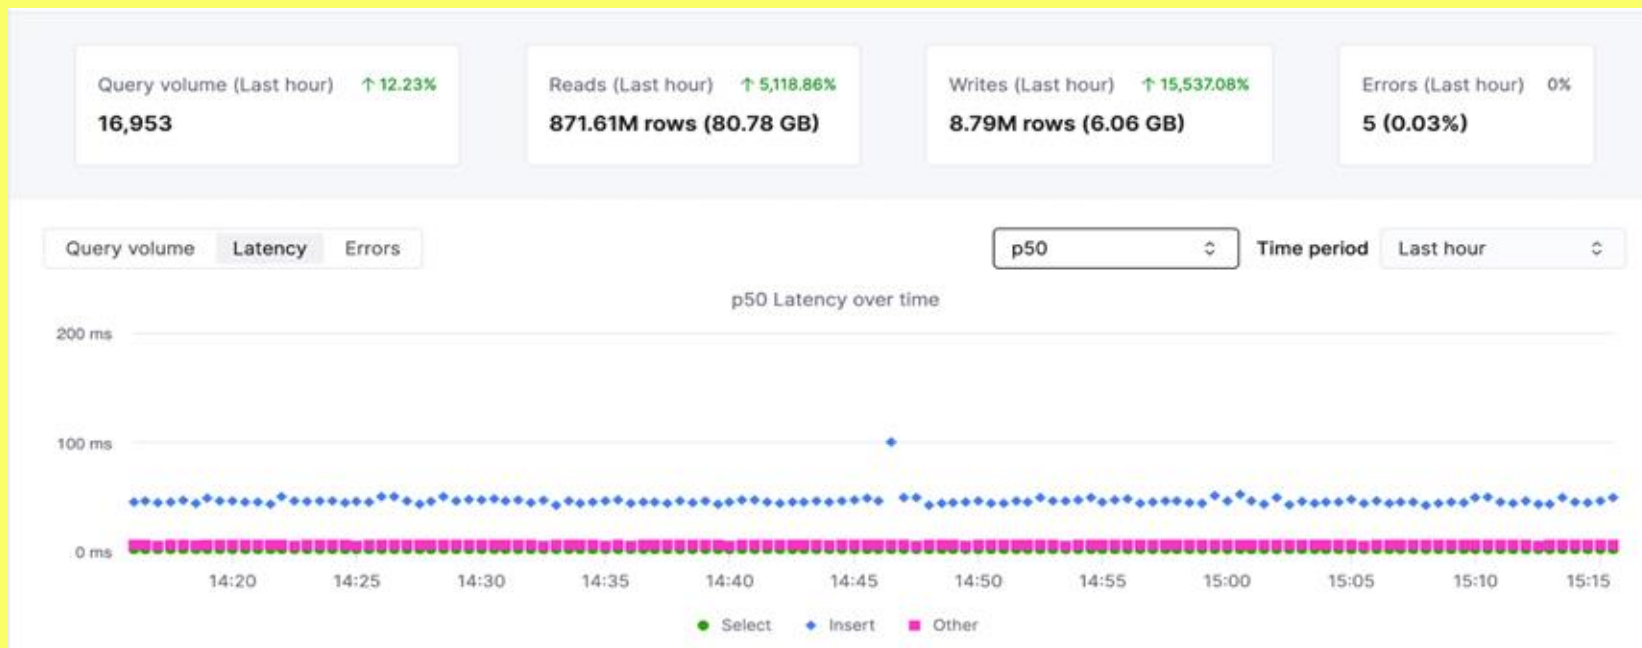 Query volume (Last hour) ↑ 12.23%
16,953
Reads (Last hour) ↑ 5,118.86%
871.61M rows (80.78 GB)
Writes (Last hour) ↑ 15,537.08%
8.79M rows (6.06 GB)
Errors (Last hour) 0%
5 (0.03%)
Query volume Latency Errors
p50 Time period Last hour
p50 Latency over time
200 ms
100 ms
0 ms
14:20 14:25 14:30 14:35 14:40 14:45 14:50 14:55 15:00 15:05 15:10 15:15
Select Insert Other